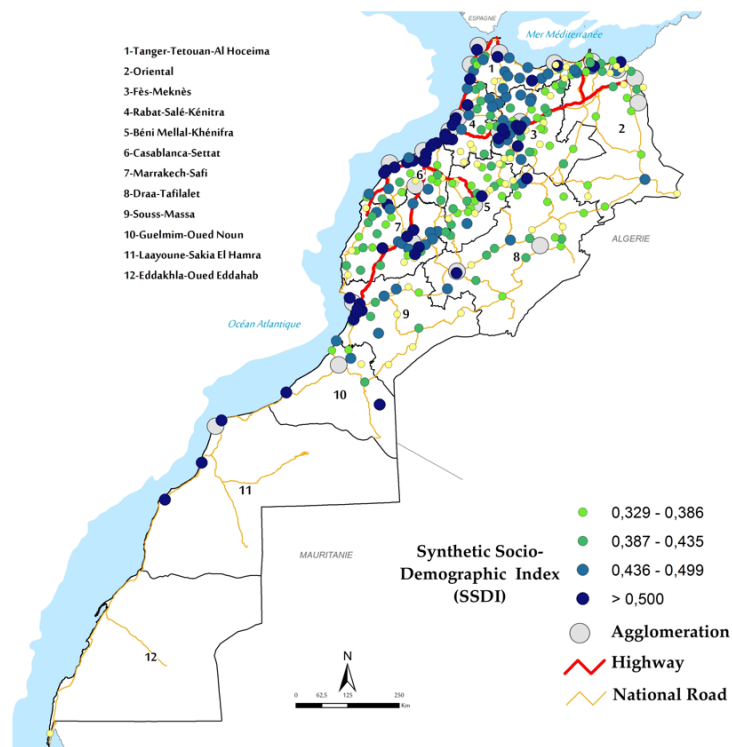 ESPAGNE
Mer Méditerranée
1-Tanger-Tetouan-Al Hoceima
2-Oriental
3-Fès-Meknès
4-Rabat-Salé-Kénitra
5-Béni Mellal-Khénifra
6-Casablanca-Settat
7-Marrakech-Safi
8-Draa-Tafilalet
9-Souss-Massa
10-Guelmim-Oued Noun
11-Laayoune-Sakia El Hamra
12-Eddakhla-Oued Eddahab
1
4
3
2
6
5
7
8
ALGERIE
9
Océan Atlantique
10
11
MAURITANIE
12
Synthetic Socio-
Demographic Index
(SSDI)
0,329 - 0,386
0,387 - 0,435
0,436 - 0,499
> 0,500
Agglomeration
Highway
National Road
N
0 62,5 125 250
Km